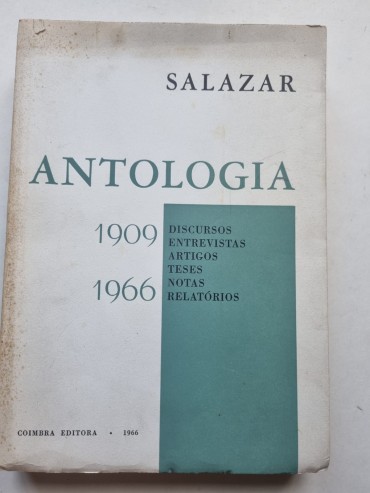 SALAZAR
ANTOLOGIA
1909
1966
DISCURSOS
ENTREVISTAS
ARTIGOS
TESES
NOTAS
RELATÓRIOS
COIMBRA EDITORA • 1966